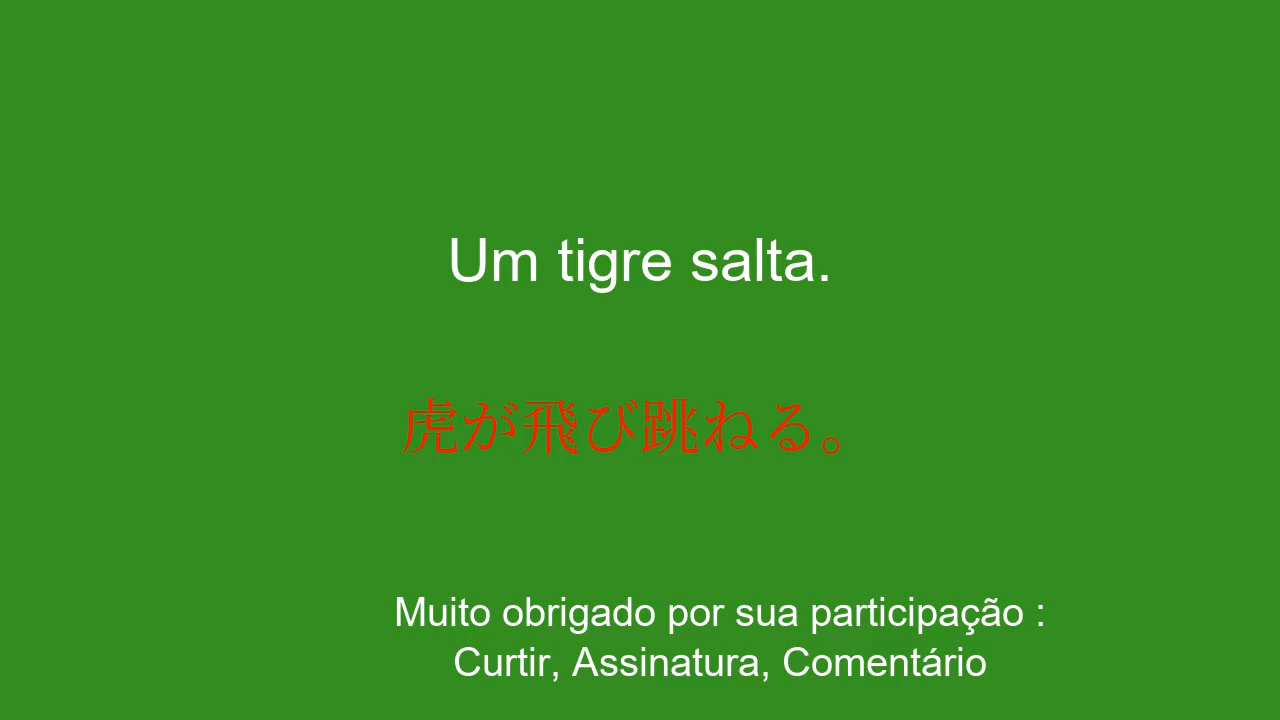 Um tigre salta.
虎が飛び跳ねる。
Muito obrigado por sua participação :
Curtir, Assinatura, Comentário